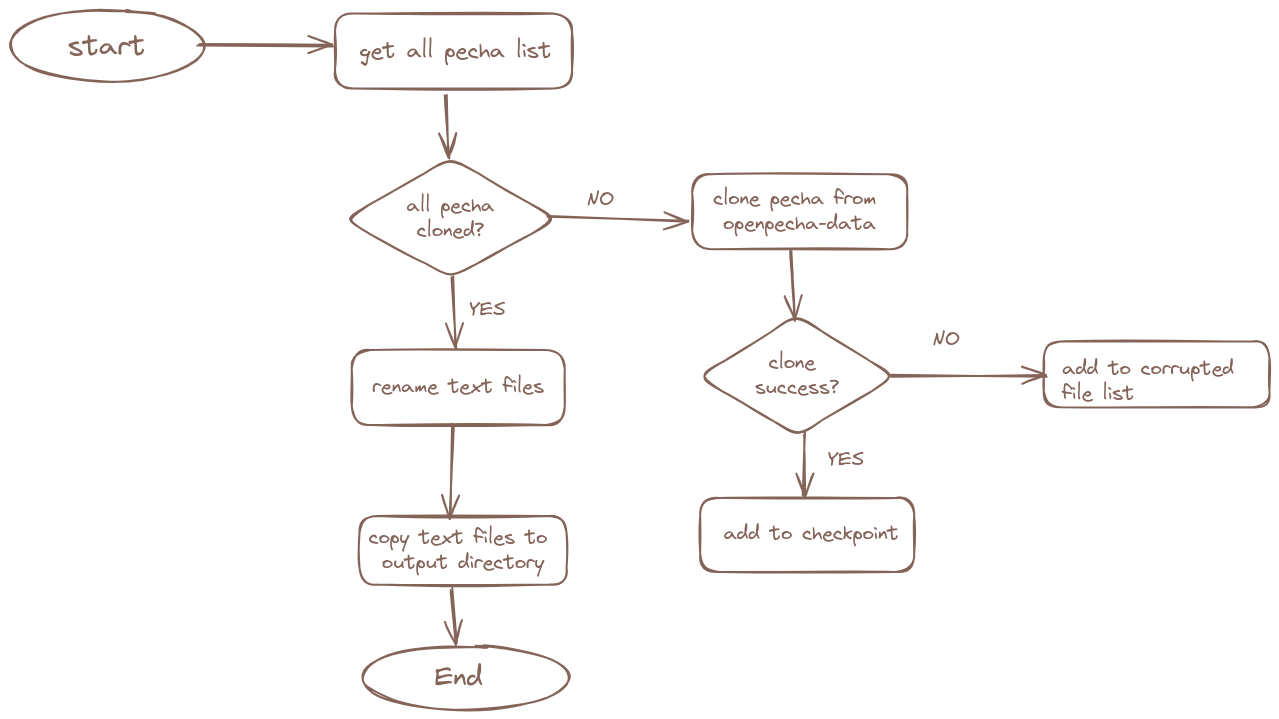 start
get all pecha list
all pecha
cloned?
NO
clone pecha from
openpecha-data
YES
clone
success?
NO
add to corrupted
file list
rename text files
YES
add to checkpoint
copy text files to
output directory
End